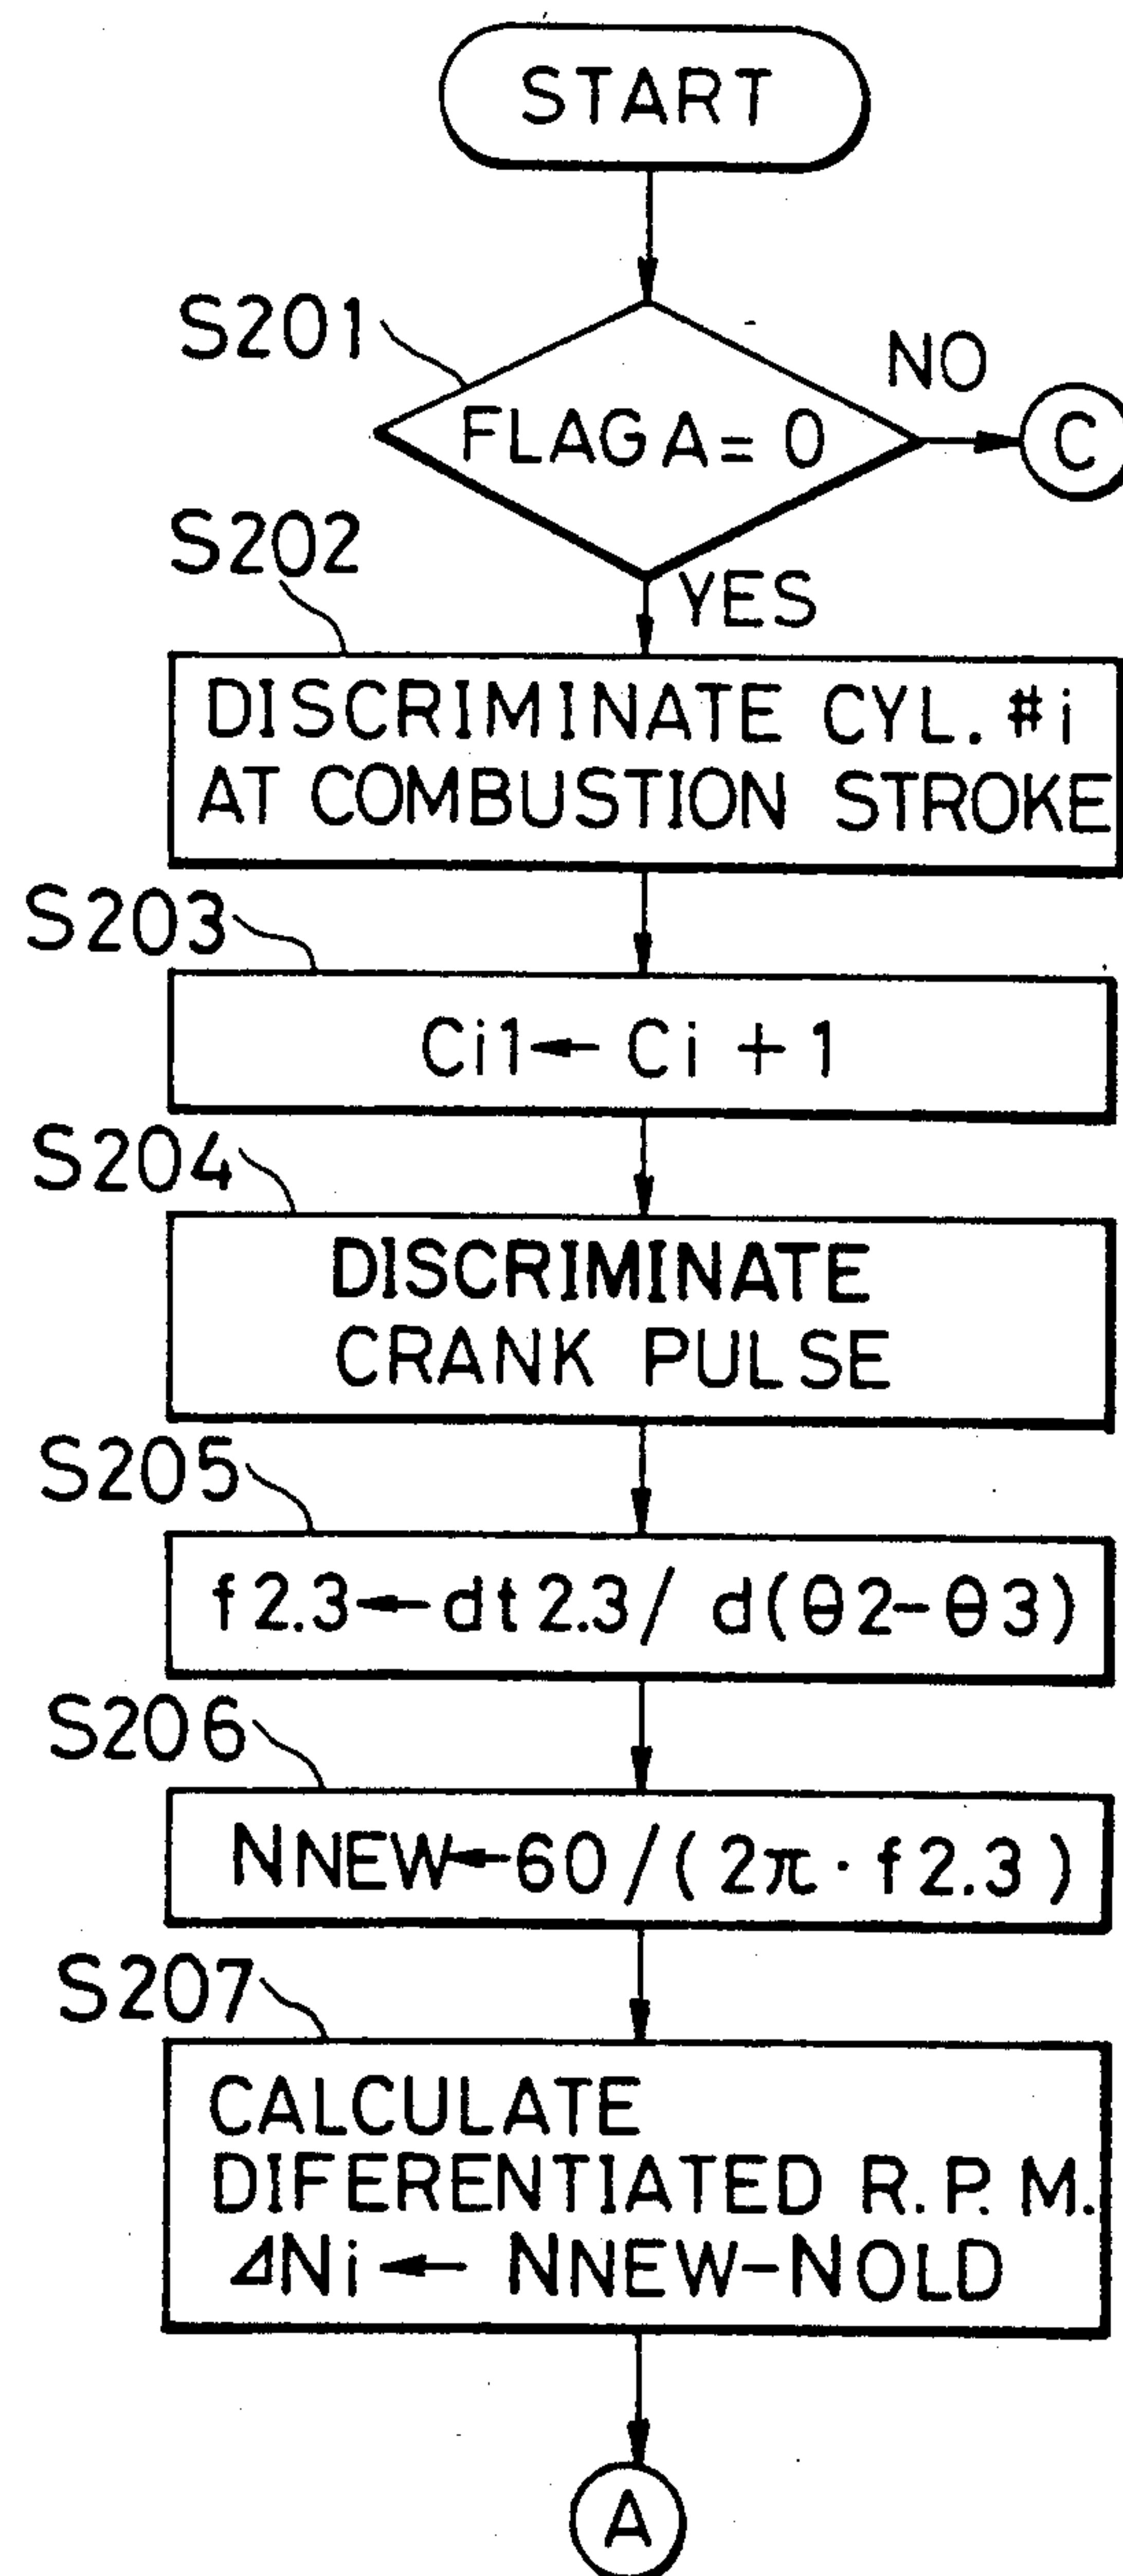 START
S201
FLAG A = 0
NO
C
YES
S202
DISCRIMINATE CYL. #i
AT COMBUSTION STROKE
S203
Ci1 ← Ci + 1
S204
DISCRIMINATE
CRANK PULSE
S205
f2.3 ← dt2.3 / d(θ2-θ3)
S206
NNEW ← 60 / (2π · f2.3)
S207
CALCULATE
DIFERENTIATED R.P.M.
ΔNi ← NNEW-NOLD
A